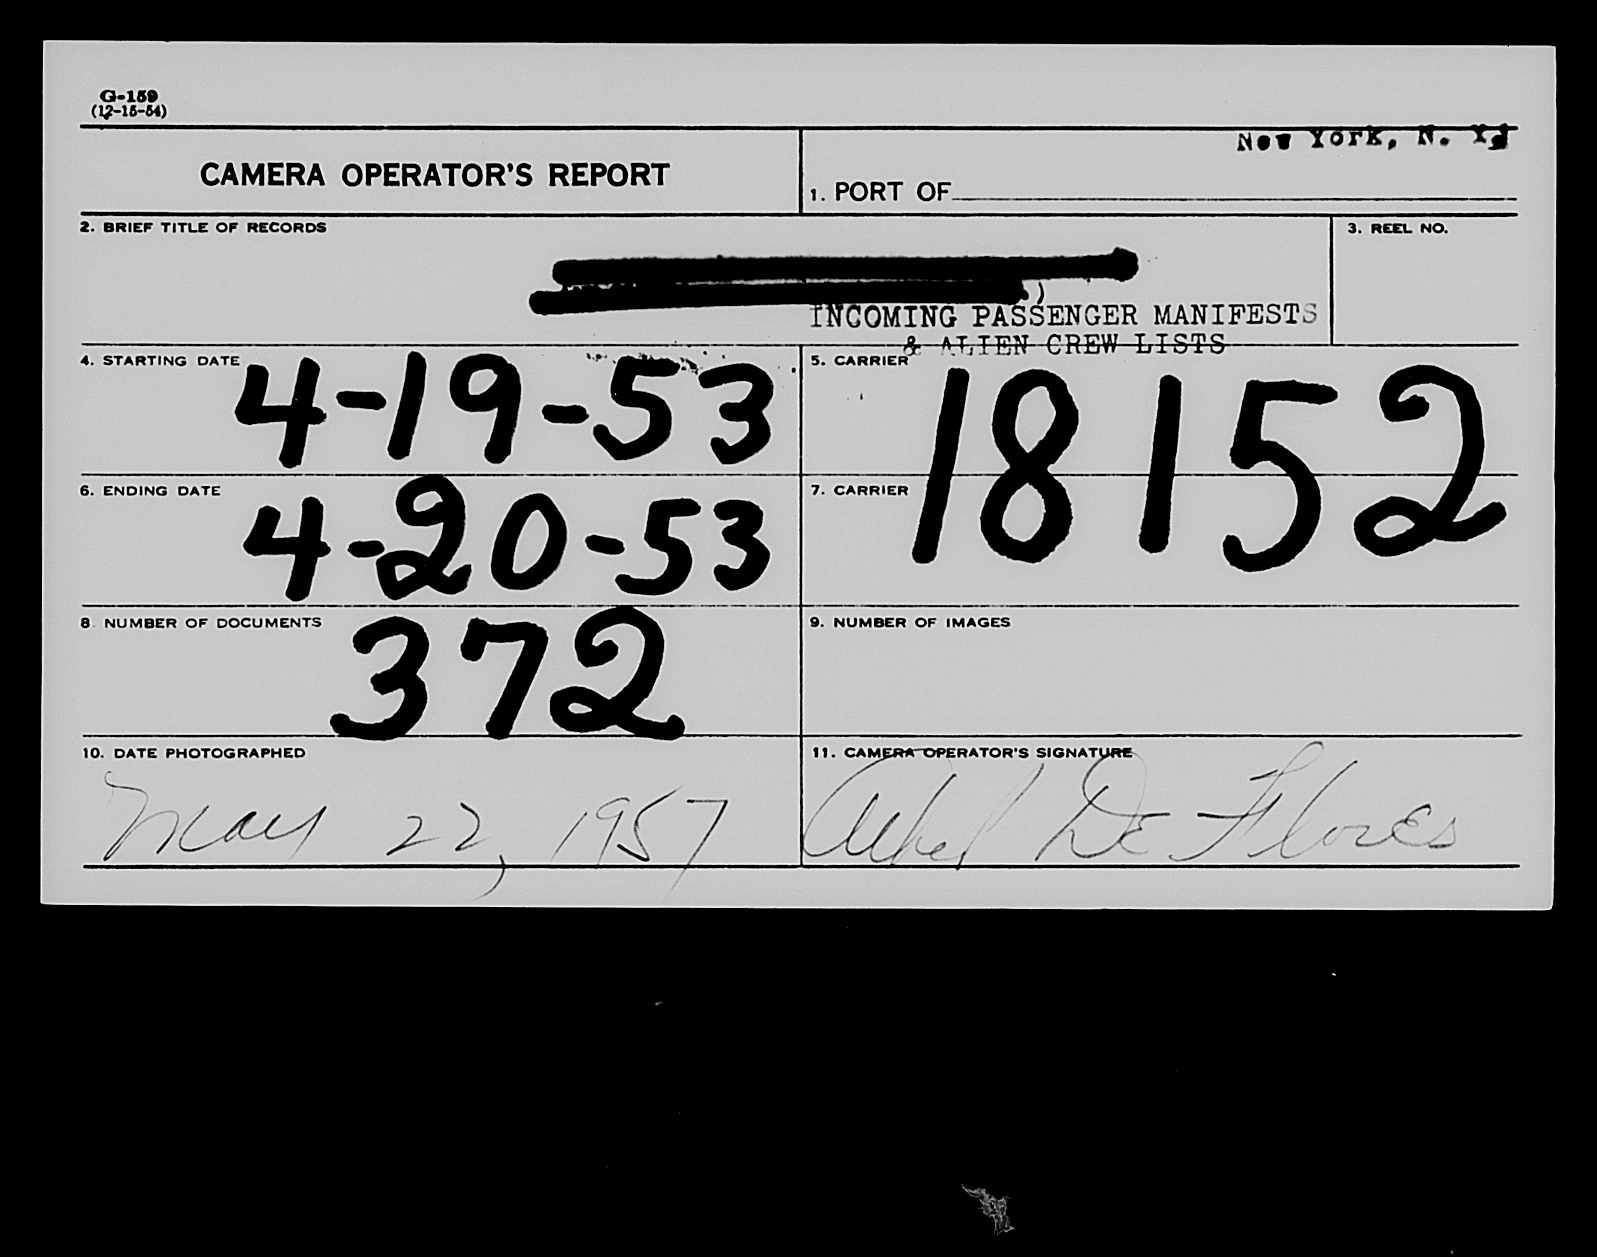 G-159
(12-15-54)
CAMERA OPERATOR'S REPORT
New York, N. Y.
1. PORT OF
2. BRIEF TITLE OF RECORDS
INCOMING PASSENGER MANIFESTS
& ALIEN CREW LISTS
3. REEL NO.
4. STARTING DATE 4-19-53
5. CARRIER
18152
6. ENDING DATE 4-20-53
7. CARRIER
8. NUMBER OF DOCUMENTS 372
9. NUMBER OF IMAGES
10. DATE PHOTOGRAPHED
May 22, 1957
11. CAMERA OPERATOR'S SIGNATURE
De Flores